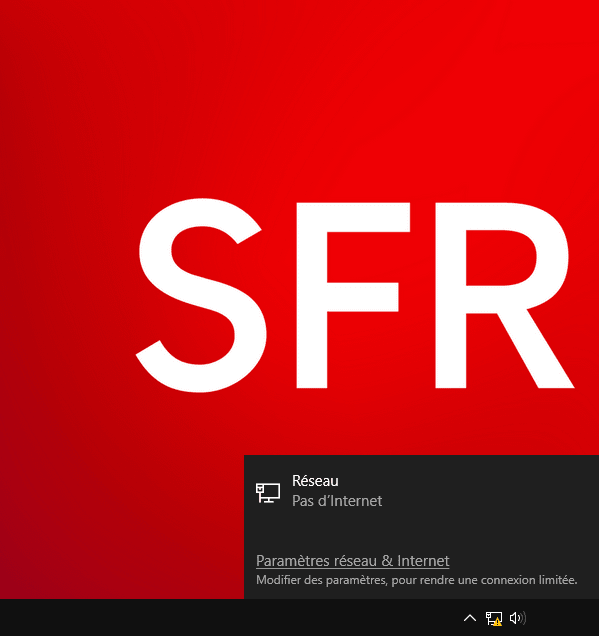 SFR
Réseau
Pas d’Internet
Paramètres réseau & Internet
Modifier des paramètres, pour rendre une connexion limitée.